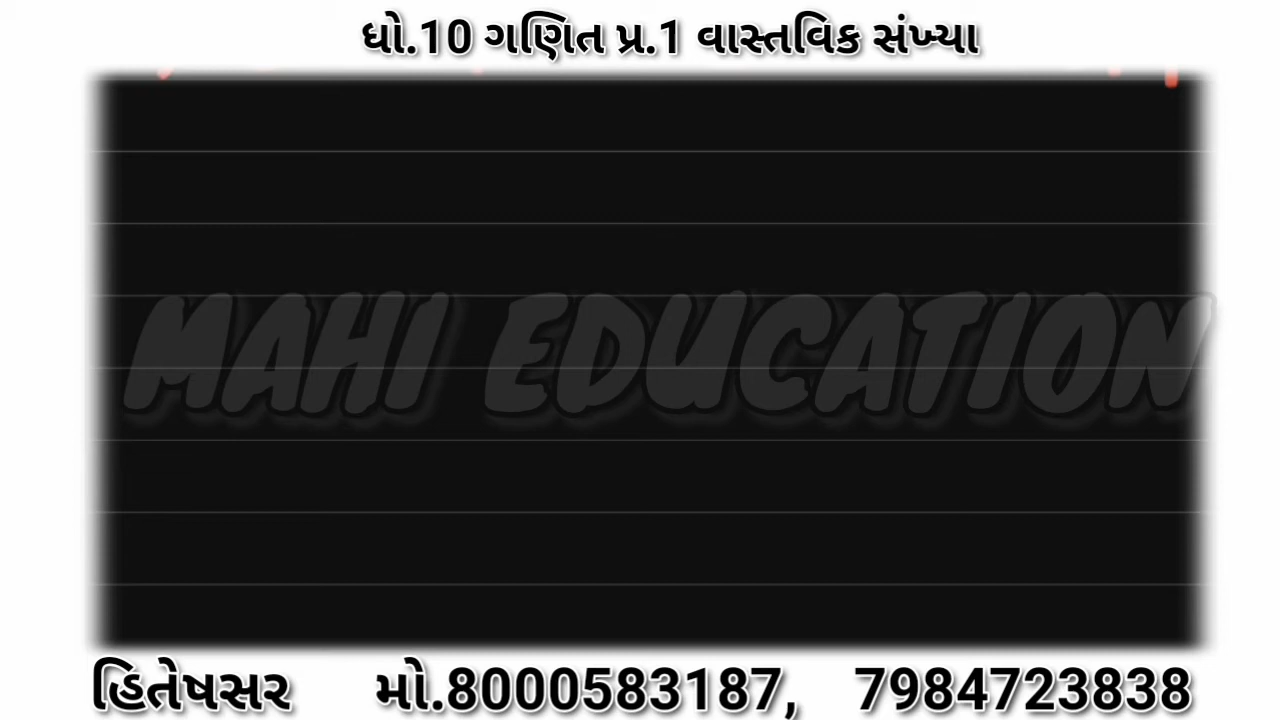 ધો.10 ગણિત પ્ર.1 વાસ્તવિક સંખ્યા
MAHI EDUCATION
હિતેષસર મો.8000583187, 7984723838